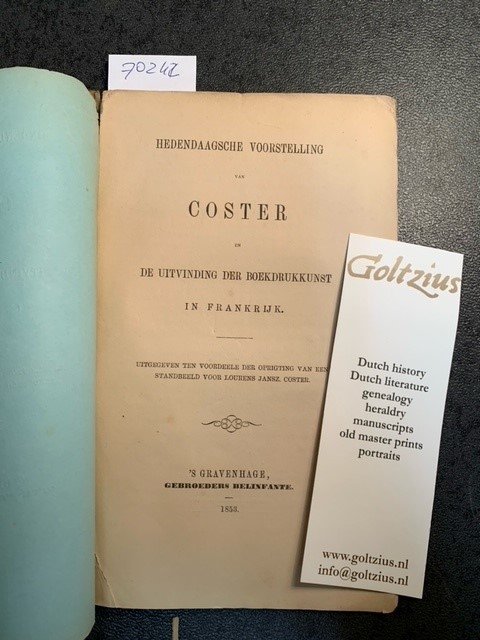 70241
HEDENDAAGSCHE VOORSTELLING
VAN
COSTER
EN
DE UITVINDING DER BOEKDRUKKUNST
IN FRANKRIJK.
UITGEGEVEN TEN VOORDEELE DER OPRIGTING VAN EEN
STANDBEELD VOOR LOURENS JANSZ. COSTER.
'S GRAVENHAGE,
GEBROEDERS BELINFANTE.
1853.
Goltzius
Dutch history
Dutch literature
genealogy
heraldry
manuscripts
old master prints
portraits
www.goltzius.nl
info@goltzius.nl